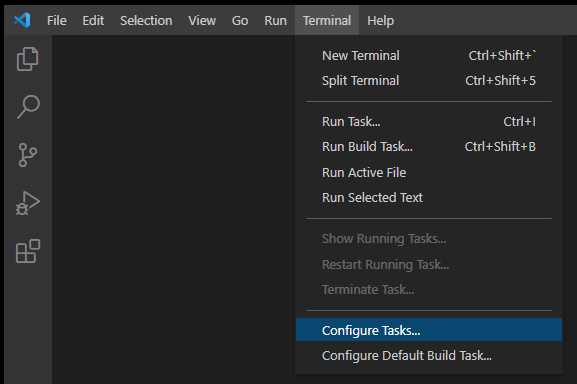 File Edit Selection View Go Run Terminal Help
New Terminal Ctrl+Shift+`
Split Terminal Ctrl+Shift+5
Run Task... Ctrl+I
Run Build Task... Ctrl+Shift+B
Run Active File
Run Selected Text
Show Running Tasks...
Restart Running Task...
Terminate Task...
Configure Tasks...
Configure Default Build Task...